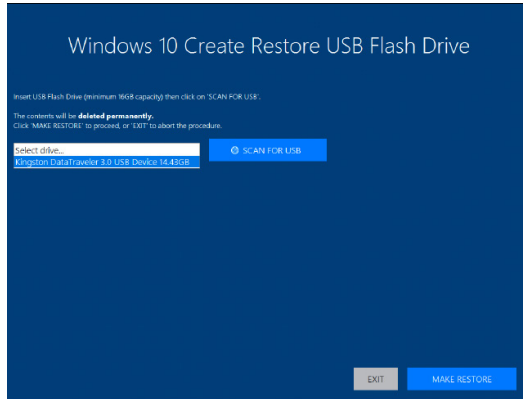 Windows 10 Create Restore USB Flash Drive
Insert USB Flash Drive (minimum 16GB capacity) then click on 'SCAN FOR USB'.
The contents will be deleted permanently.
Click 'MAKE RESTORE' to proceed, or 'EXIT' to abort the procedure.
Select drive...
SCAN FOR USB
Kingston DataTraveler 3.0 USB Device 14.43GB
EXIT
MAKE RESTORE